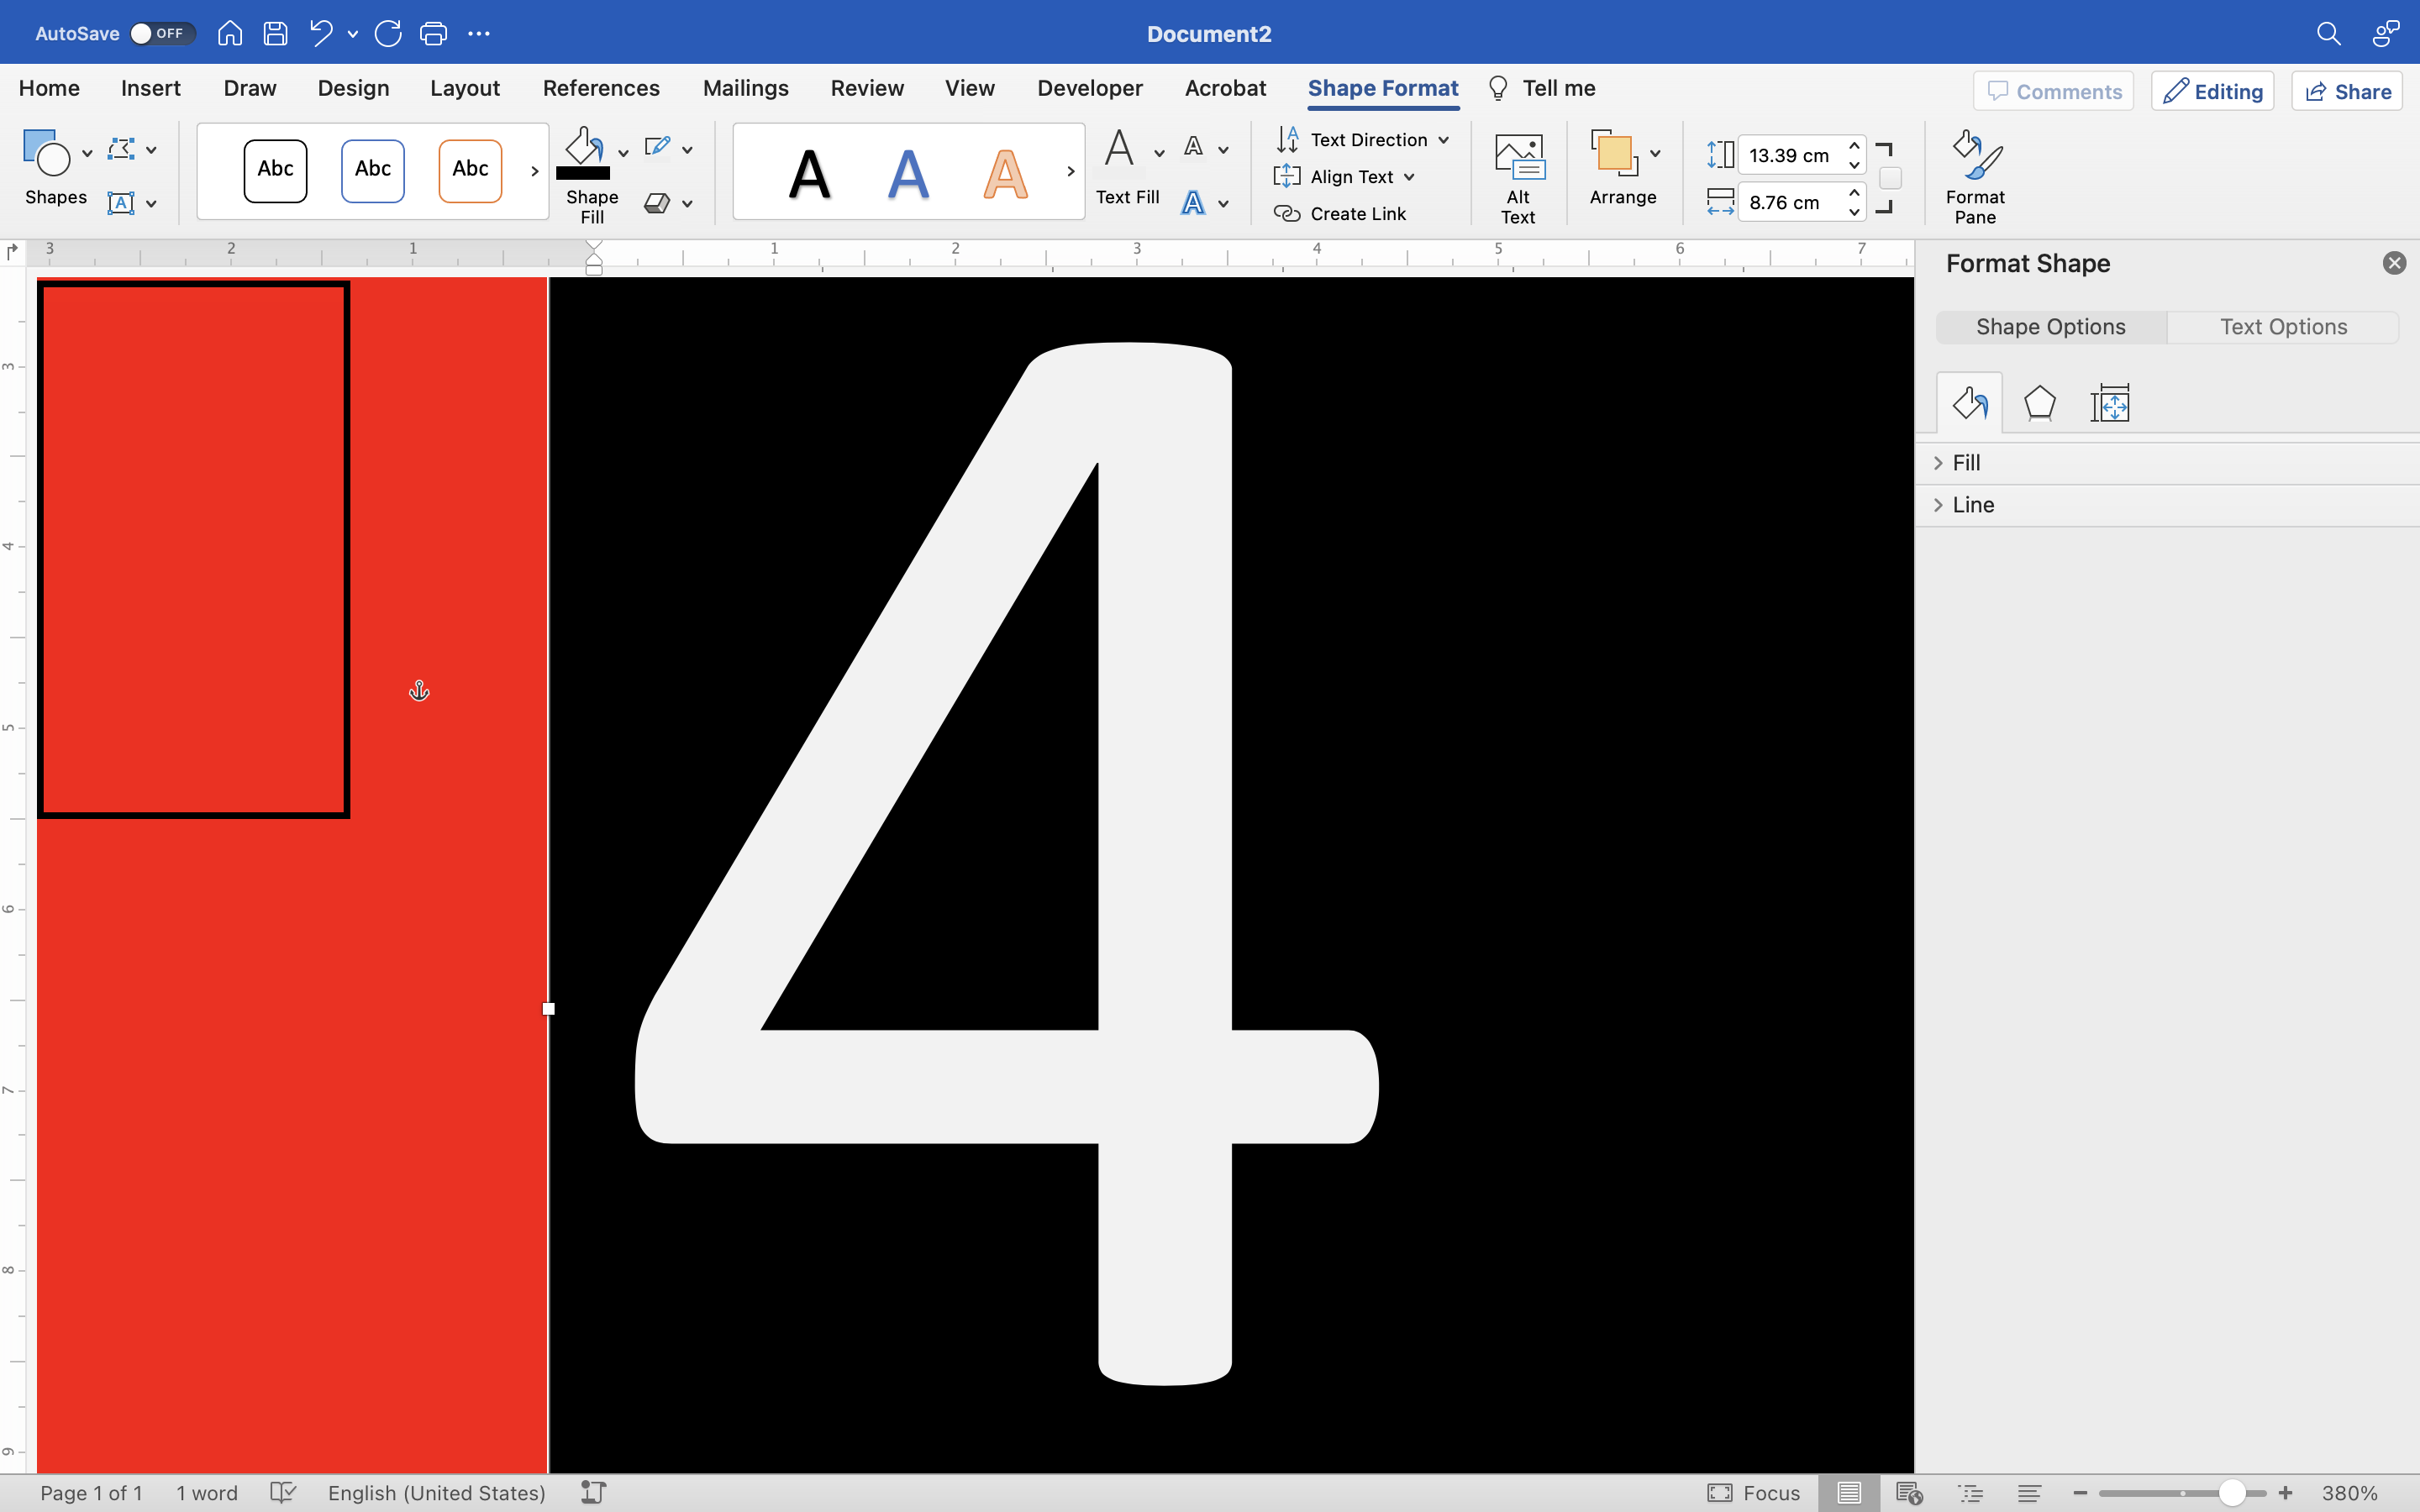 AutoSave OFF Document2
Home Insert Draw Design Layout References Mailings Review View Developer Acrobat Shape Format Tell me Comments Editing Share
Shapes
Abc Abc Abc
Shape Fill
A A A
A
Text Fill
A
A
Text Direction
Align Text
Create Link
Alt Text
Arrange
13.39 cm
8.76 cm
Format Pane
3 2 1 1 2 3 4 5 6 7
3
4
5
6
7
8
9
4
Format Shape
Shape Options Text Options
Fill
Line
Page 1 of 1 1 word English (United States) Focus 380%